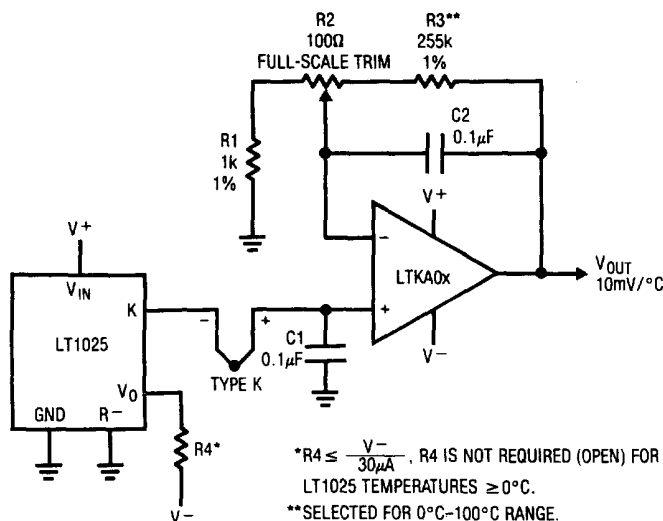 R2
100Ω
FULL-SCALE TRIM
R3**
255k
1%
R1
1k
1%
C2
0.1μF
V+
V+
VIN
K
LT1025
VO
GND
R−
R4*
V−
−
+
TYPE K
C1
0.1μF
−
+
LTKA0x
V−
VOUT
10mV/°C
*R4 ≤ V−/30μA, R4 IS NOT REQUIRED (OPEN) FOR
LT1025 TEMPERATURES ≥0°C.
**SELECTED FOR 0°C–100°C RANGE.